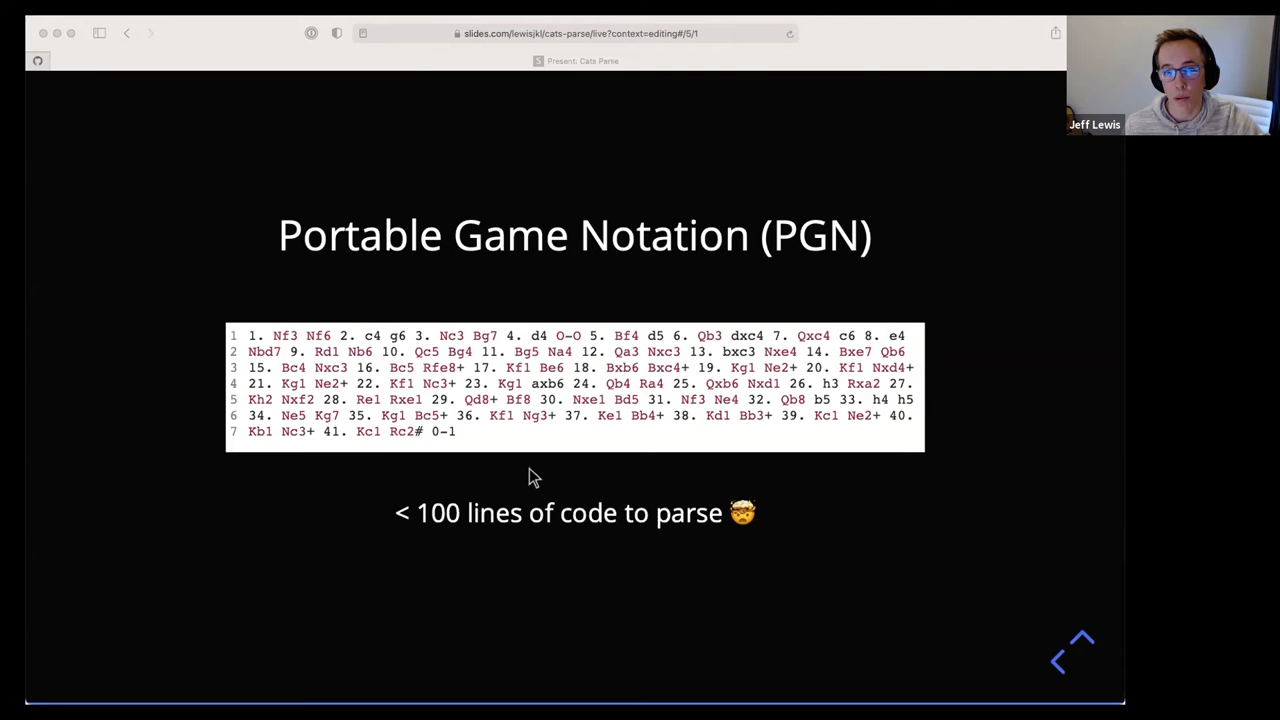 slides.com/lewisjkl/cats-parse/live?context=editing#/5/1
S Present: Cats Parse
Jeff Lewis
Portable Game Notation (PGN)
1 1. Nf3 Nf6 2. c4 g6 3. Nc3 Bg7 4. d4 O-O 5. Bf4 d5 6. Qb3 dxc4 7. Qxc4 c6 8. e4
2 Nbd7 9. Rd1 Nb6 10. Qc5 Bg4 11. Bg5 Na4 12. Qa3 Nxc3 13. bxc3 Nxe4 14. Bxe7 Qb6
3 15. Bc4 Nxc3 16. Bc5 Rfe8+ 17. Kf1 Be6 18. Bxb6 Bxc4+ 19. Kg1 Ne2+ 20. Kf1 Nxd4+
4 21. Kg1 Ne2+ 22. Kf1 Nc3+ 23. Kg1 axb6 24. Qb4 Ra4 25. Qxb6 Nxd1 26. h3 Rxa2 27.
5 Kh2 Nxf2 28. Re1 Rxe1 29. Qd8+ Bf8 30. Nxe1 Bd5 31. Nf3 Ne4 32. Qb8 b5 33. h4 h5
6 34. Ne5 Kg7 35. Kg1 Bc5+ 36. Kf1 Ng3+ 37. Ke1 Bb4+ 38. Kd1 Bb3+ 39. Kc1 Ne2+ 40.
7 Kb1 Nc3+ 41. Kc1 Rc2# 0-1
< 100 lines of code to parse 🤯